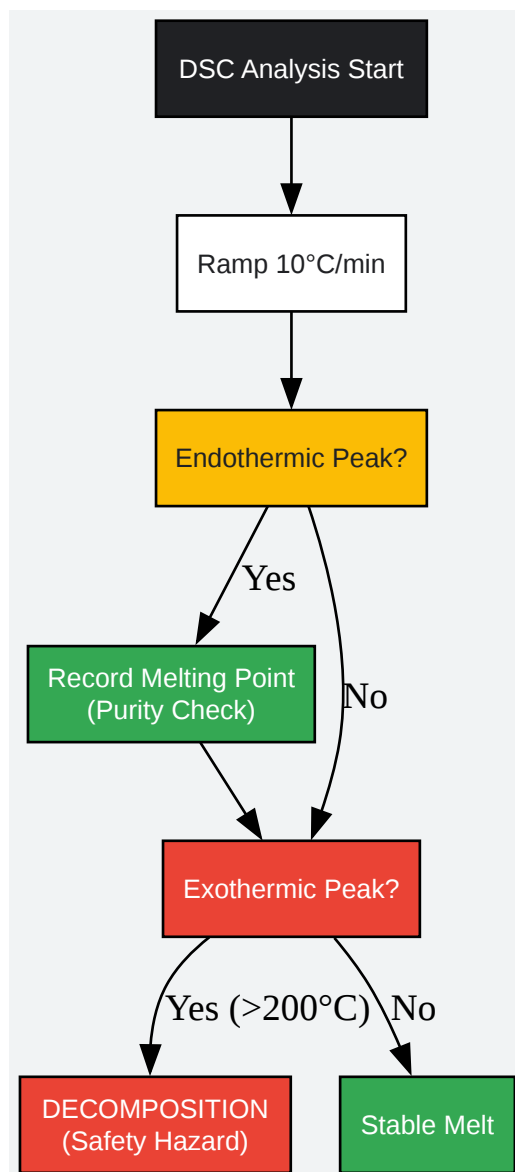 DSC Analysis Start
Ramp 10°C/min
Endothermic Peak?
Yes
Record Melting Point
(Purity Check)
No
Exothermic Peak?
Yes (>200°C)
No
DECOMPOSITION
(Safety Hazard)
Stable Melt